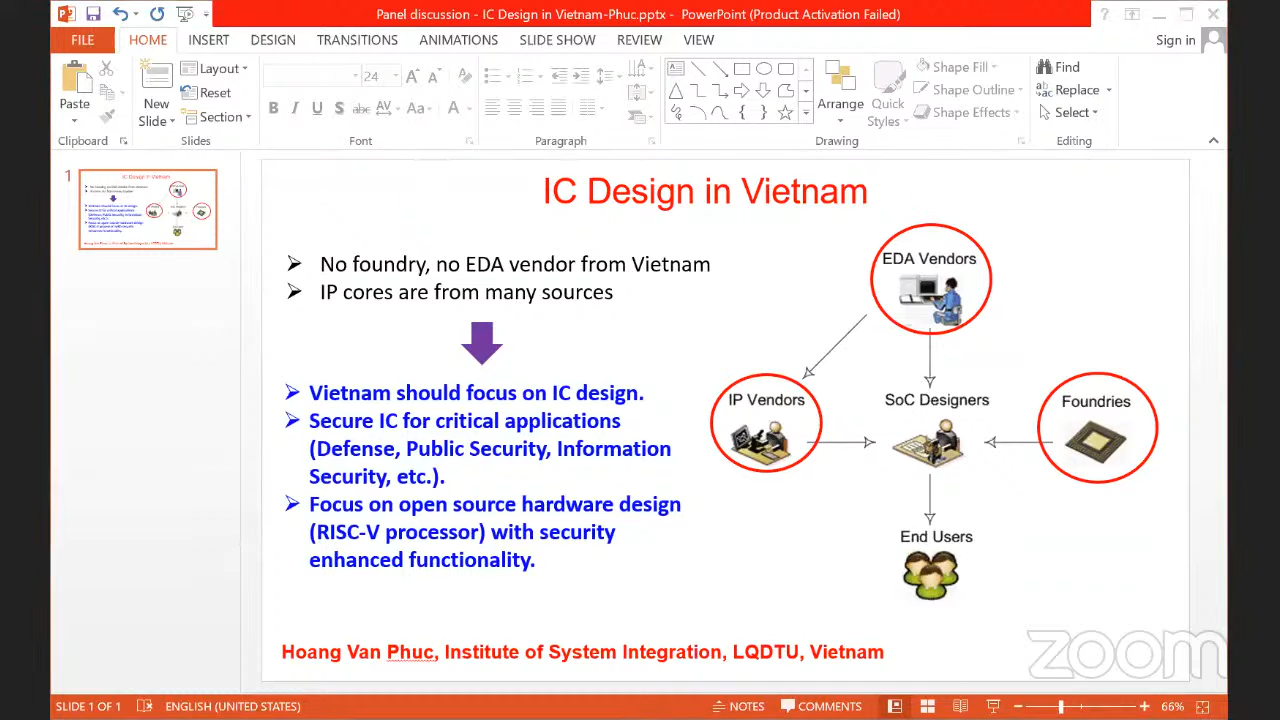 Panel discussion - IC Design in Vietnam-Phuc.pptx - PowerPoint (Product Activation Failed)
FILE HOME INSERT DESIGN TRANSITIONS ANIMATIONS SLIDE SHOW REVIEW VIEW Sign in
Paste
Clipboard
New Slide
Layout
Reset
Section
Slides
24
B I U S abc AV Aa A
Font
Paragraph
Arrange
Quick Styles
Shape Fill
Shape Outline
Shape Effects
Drawing
Find
Replace
Select
Editing
1
IC Design in Vietnam
No foundry, no EDA vendor from Vietnam
IP cores are from many sources
Vietnam should focus on IC design.
Secure IC for critical applications
(Defense, Public Security, Information
Security, etc.).
Focus on open source hardware design
(RISC-V processor) with security
enhanced functionality.
EDA Vendors
IP Vendors
SoC Designers
Foundries
End Users
Hoang Van Phuc, Institute of System Integration, LQDTU, Vietnam
zoom
SLIDE 1 OF 1 ENGLISH (UNITED STATES) NOTES COMMENTS 66%